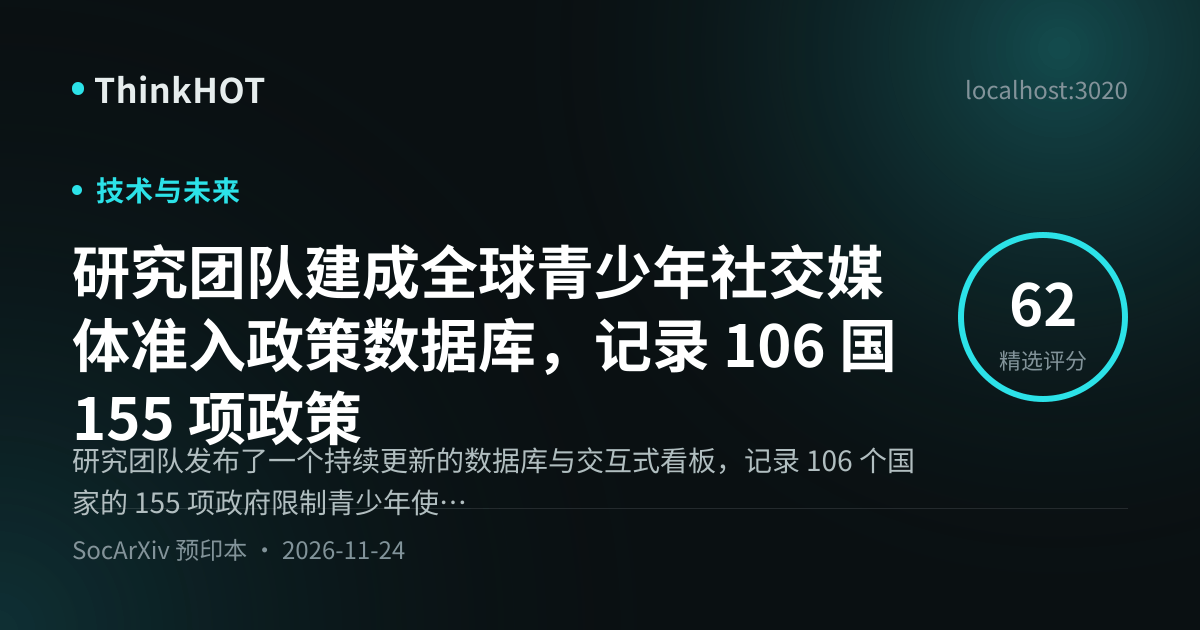 ThinkHOT
localhost:3020
技术与未来
研究团队建成全球青少年社交媒
体准入政策数据库，记录 106 国
155 项政策
62
精选评分
研究团队发布了一个持续更新的数据库与交互式看板，记录 106 个国
家的 155 项政府限制青少年使…
SocArXiv 预印本 · 2026-11-24